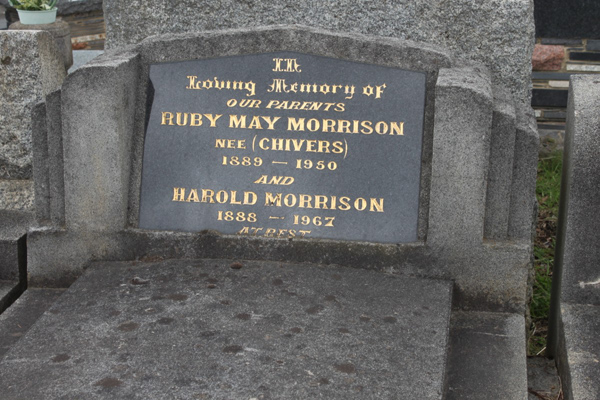 In
Loving Memory of
OUR PARENTS
RUBY MAY MORRISON
NEE (CHIVERS)
1889 — 1950
AND
HAROLD MORRISON
1888 — 1967
AT REST